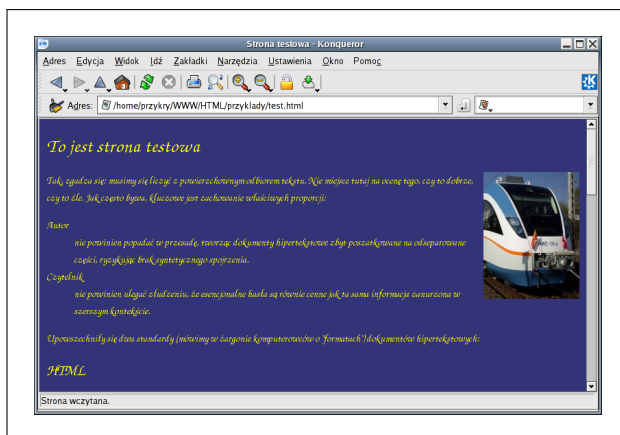 Strona testowa - Konqueror
Adres Edycja Widok Idź Zakładki Narzędzia Ustawienia Okno Pomoc
Adres: /home/przykry/WWW/HTML/przyklady/test.html
To jest strona testowa
Tak, zgadza się: musimy się liczyć z powierzchownym odbiorem tekstu. Nie miejsce tutaj na ocenę tego, czy to dobrze,
czy to źle. Jak często bywa, kluczowe jest zachowanie właściwych proporcji:
Autor
nie powinien popadać w przesadę, tworząc dokumenty hipertekstowe zbyt poszatkowane na odseparowane
części, ryzykując brak syntetycznego spojrzenia.
Czytelnik
nie powinien ulegać złudzeniu, że esencjonalne hasła są równie cenne jak ta sama informacja zanurzona w
szerszym kontekście.
Upowszechniły się dwa standardy (mówimy w żargonie komputerowców o 'formatach') dokumentów hipertekstowych:
HTML
Strona wczytana.